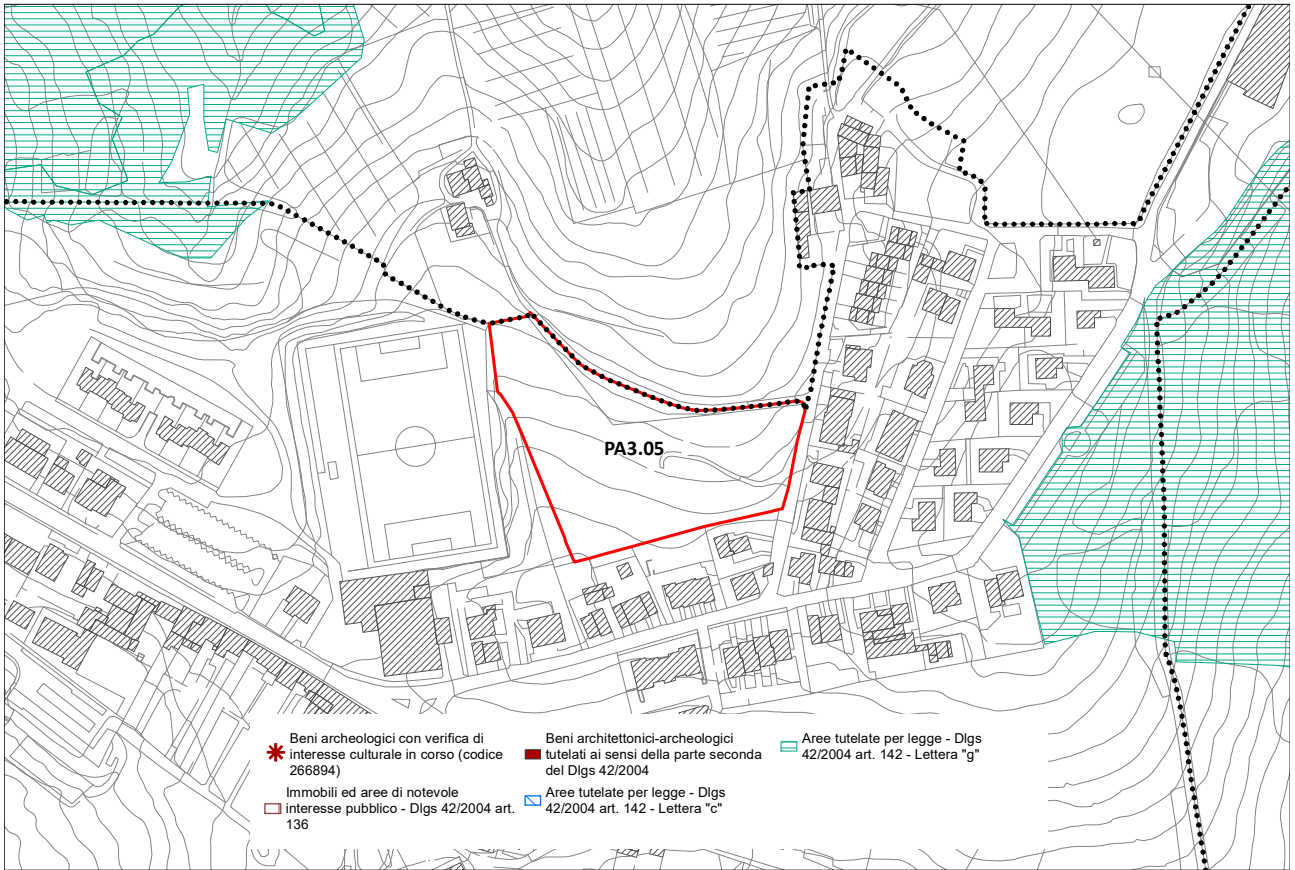 PA3.05
Beni archeologici con verifica di
interesse culturale in corso (codice
266894)
Immobili ed aree di notevole
interesse pubblico - Dlgs 42/2004 art.
136
Beni architettonici-archeologici
tutelati ai sensi della parte seconda
del Dlgs 42/2004
Aree tutelate per legge - Dlgs
42/2004 art. 142 - Lettera "c"
Aree tutelate per legge - Dlgs
42/2004 art. 142 - Lettera "g"